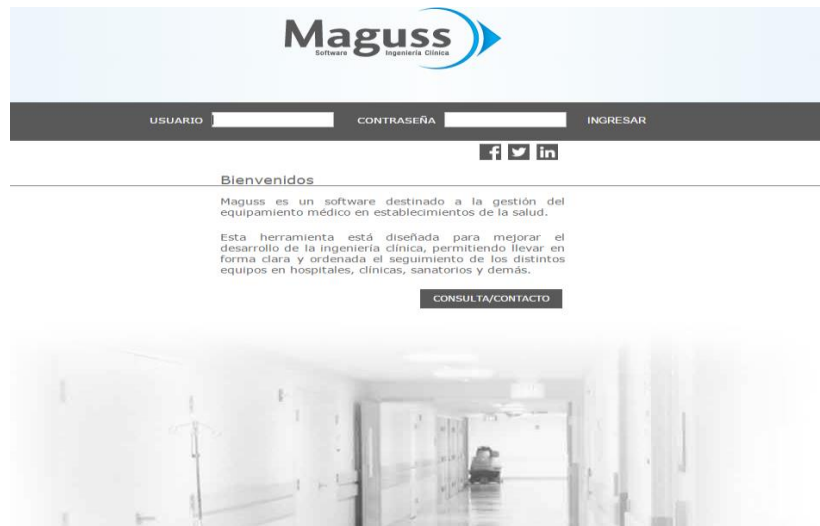 Maguss
Software Ingeniería Clínica
USUARIO CONTRASEÑA INGRESAR
Bienvenidos
Maguss es un software destinado a la gestión del
equipamiento médico en establecimientos de la salud.
Esta herramienta está diseñada para mejorar el
desarrollo de la ingeniería clínica, permitiendo llevar en
forma clara y ordenada el seguimiento de los distintos
equipos en hospitales, clínicas, sanatorios y demás.
CONSULTA/CONTACTO